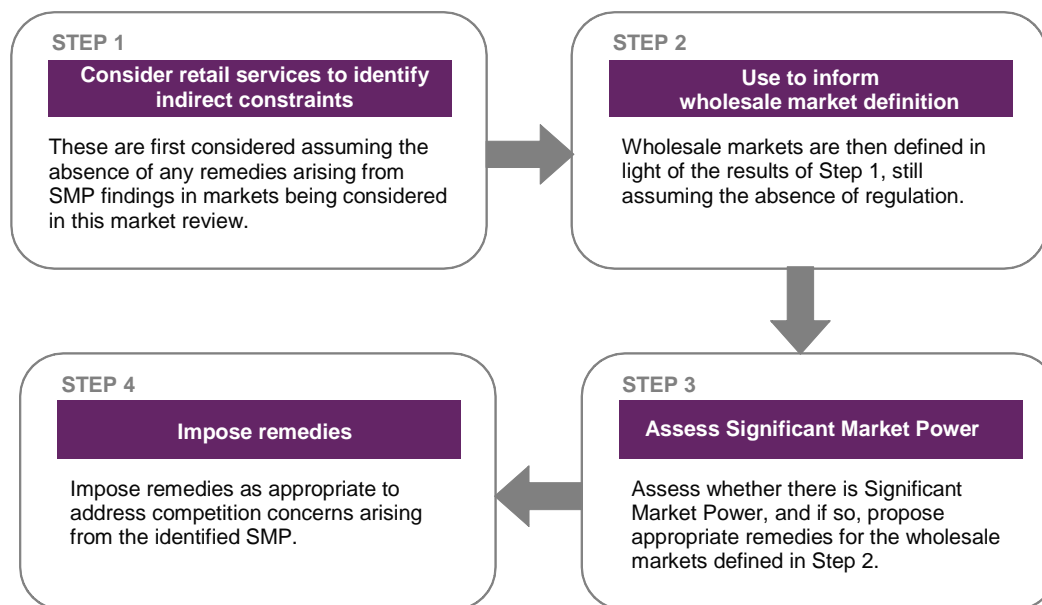 STEP 1
Consider retail services to identify
indirect constraints
These are first considered assuming the
absence of any remedies arising from
SMP findings in markets being considered
in this market review.
STEP 2
Use to inform
wholesale market definition
Wholesale markets are then defined in
light of the results of Step 1, still
assuming the absence of regulation.
STEP 3
Assess Significant Market Power
Assess whether there is Significant
Market Power, and if so, propose
appropriate remedies for the wholesale
markets defined in Step 2.
STEP 4
Impose remedies
Impose remedies as appropriate to
address competition concerns arising
from the identified SMP.